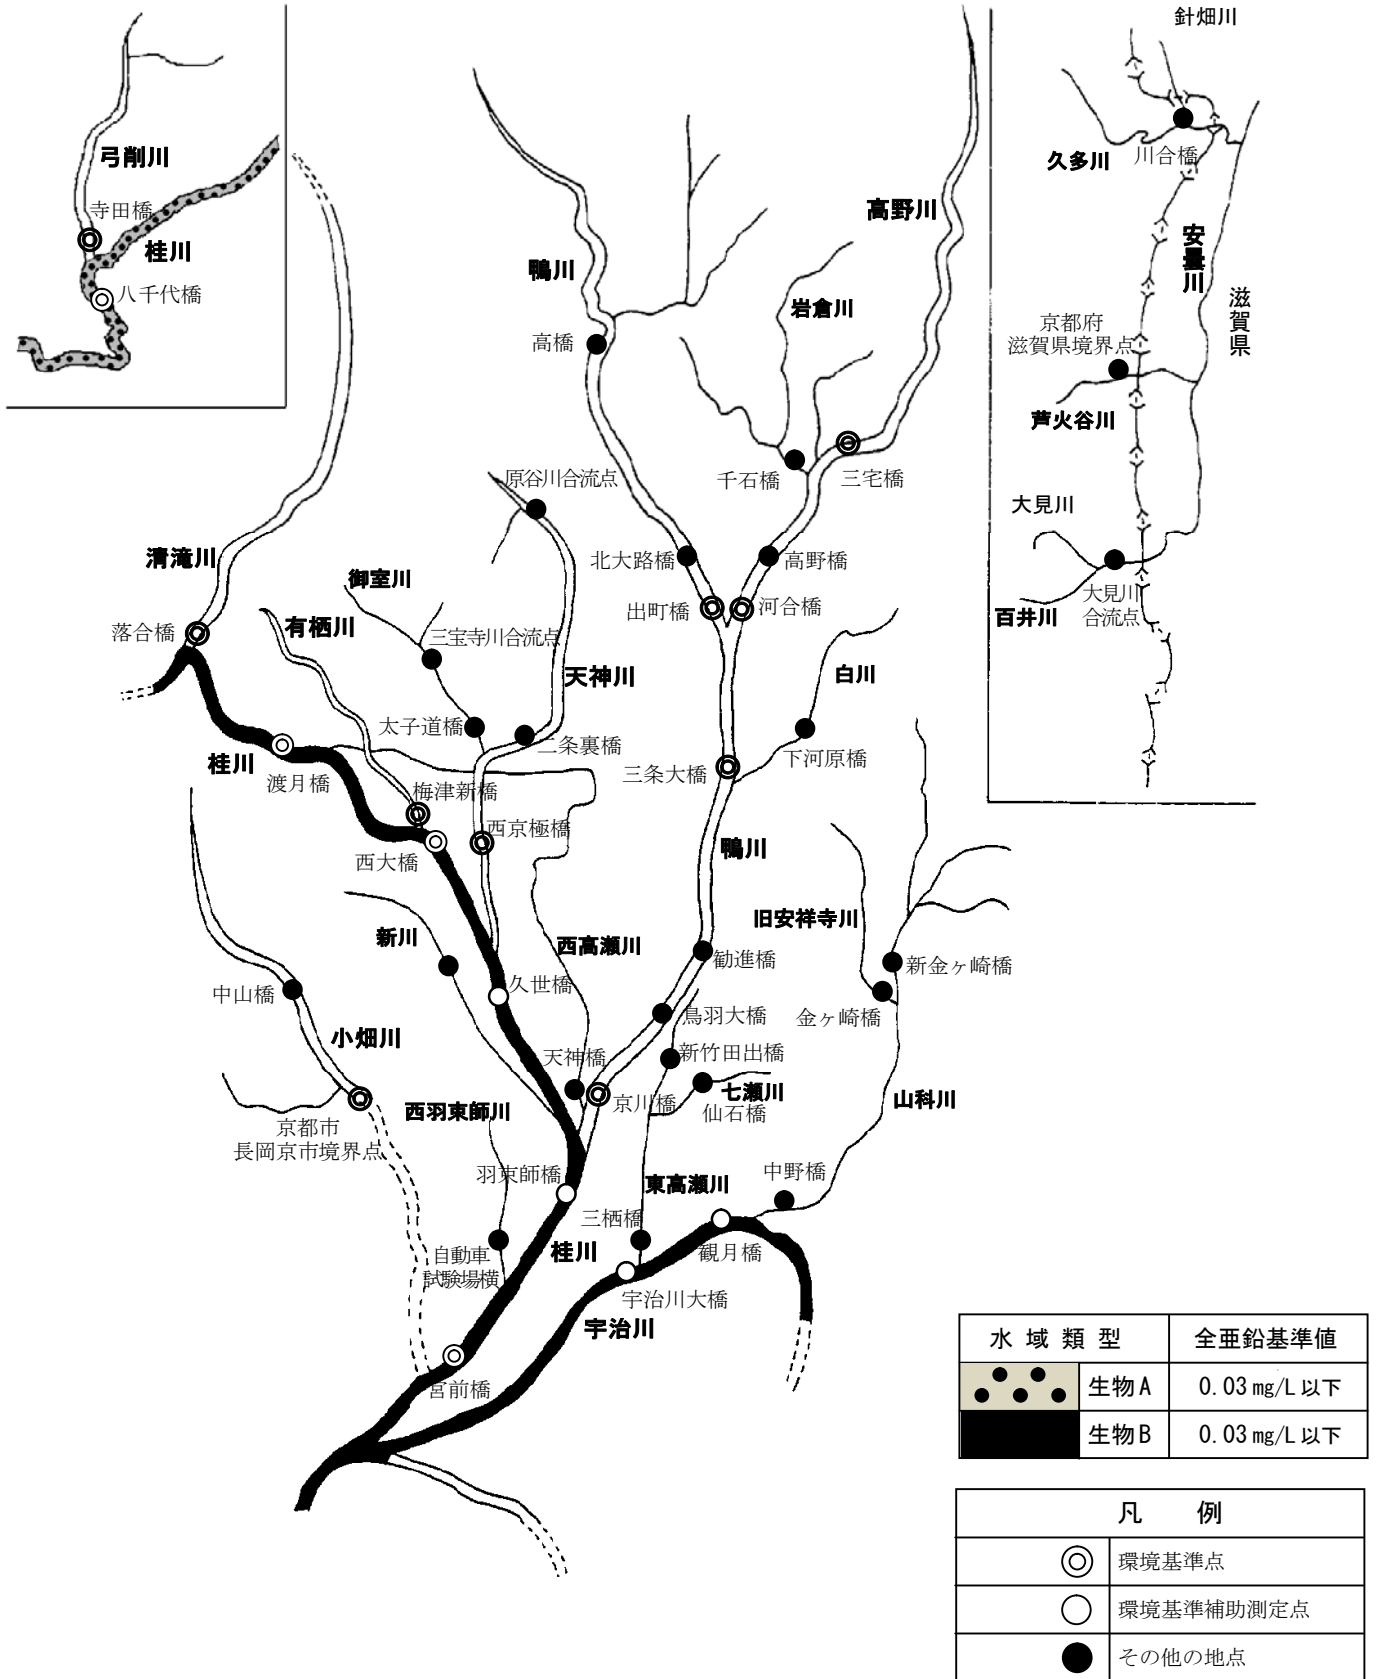 弓削川
寺田橋
桂川
八千代橋
針畑川
久多川
川合橋
安曇川
滋賀県
京都府
滋賀県境界点
芦火谷川
大見川
百井川
大見川
合流点
高野川
鴨川
岩倉川
高橋
千石橋
三宅橋
原谷川合流点
清滝川
御室川
北大路橋
高野橋
出町橋
河合橋
落合橋
有栖川
三宝寺川合流点
天神川
白川
太子道橋
二条裏橋
下河原橋
桂川
渡月橋
三条大橋
梅津新橋
西京極橋
西大橋
鴨川
新川
西高瀬川
旧安祥寺川
勧進橋
新金ヶ崎橋
中山橋
久世橋
金ヶ崎橋
鳥羽大橋
小畑川
天神橋
新竹田出橋
七瀬川
仙石橋
山科川
京川橋
西羽束師川
京都市
長岡京市境界点
羽束師橋
中野橋
東高瀬川
三栖橋
自動車
試験場横
桂川
観月橋
宇治川大橋
宇治川
宮前橋
水域類型 全亜鉛基準値
生物A 0.03mg/L以下
生物B 0.03mg/L以下
凡 例
環境基準点
環境基準補助測定点
その他の地点